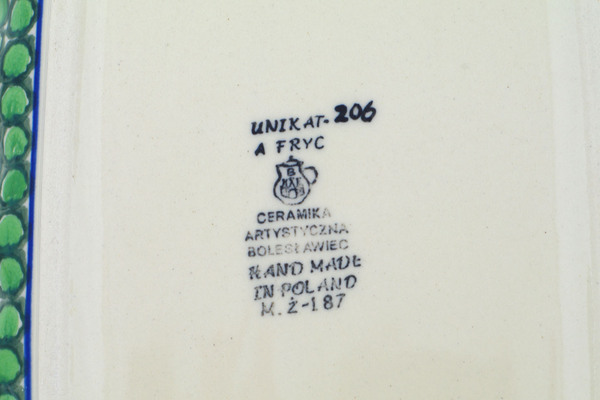 UNIKAT-206
A FRYC
B
CERAMIKA
ARTYSTYCZNA
BOLESŁAWIEC
HAND MADE
IN POLAND
M. Ż-187